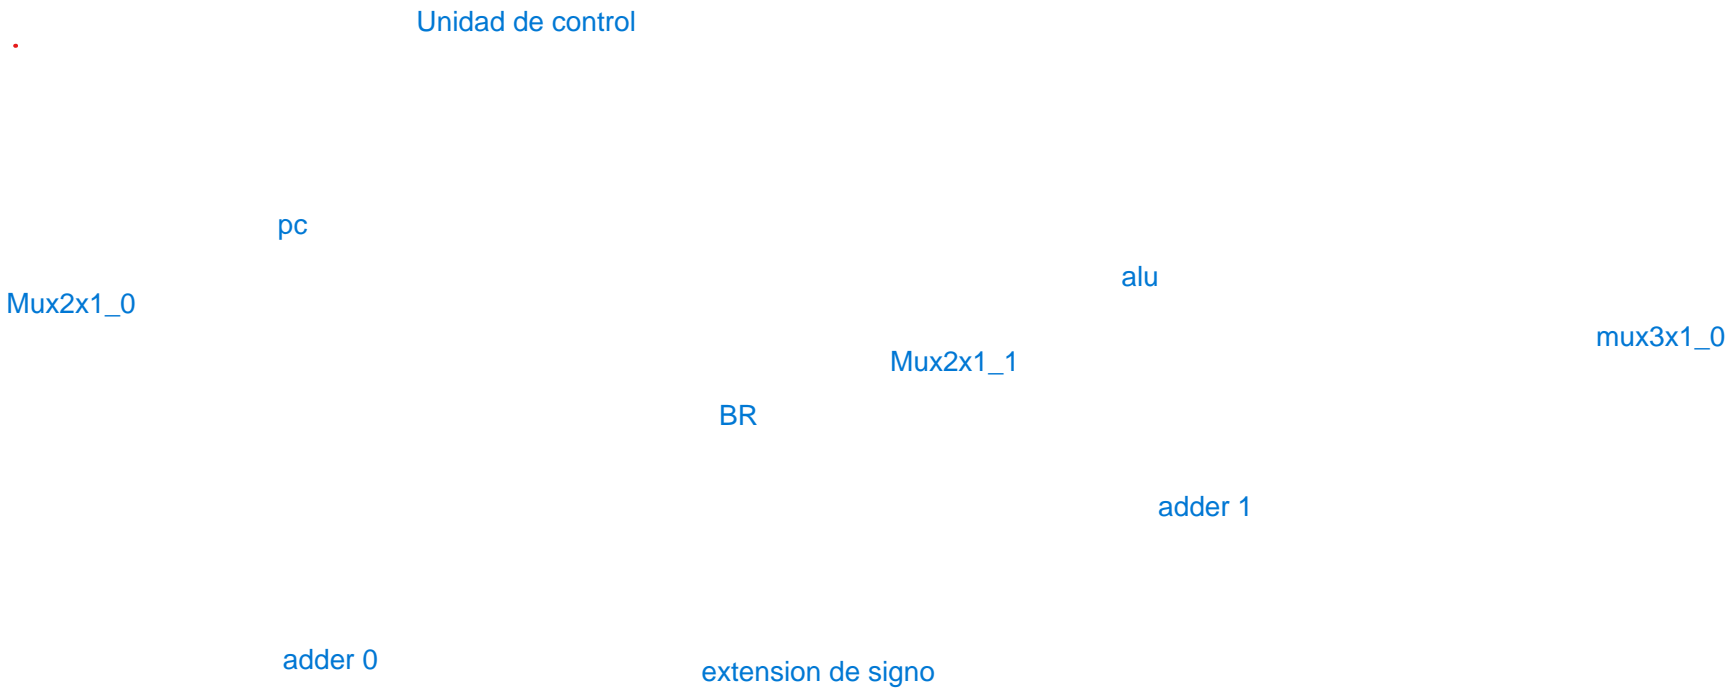 Unidad de control
pc
alu
Mux2x1_0
mux3x1_0
Mux2x1_1
BR
adder 1
adder 0
extension de signo